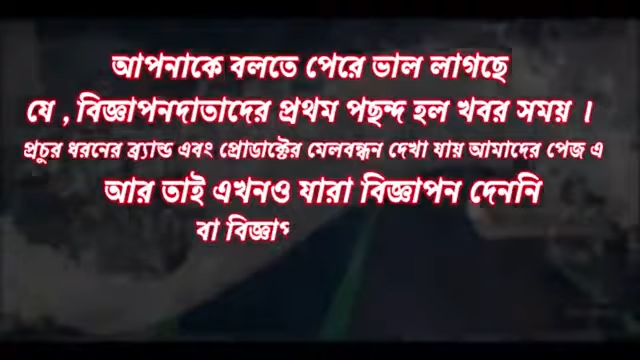 আপনাকে বলতে পেরে ভাল লাগছে
যে , বিজ্ঞাপনদাতাদের প্রথম পছন্দ হল খবর সময় ।
প্রচুর ধরনের ব্র্যান্ড এবং প্রোডাক্টের মেলবন্ধন দেখা যায় আমাদের পেজ এ
আর তাই এখনও যারা বিজ্ঞাপন দেননি
বা